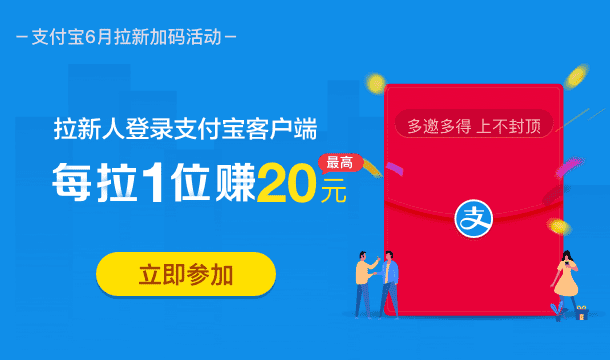 支付宝6月拉新加码活动
拉新人登录支付宝客户端
每拉1位赚20元
最高
立即参加
多邀多得 上不封顶
支